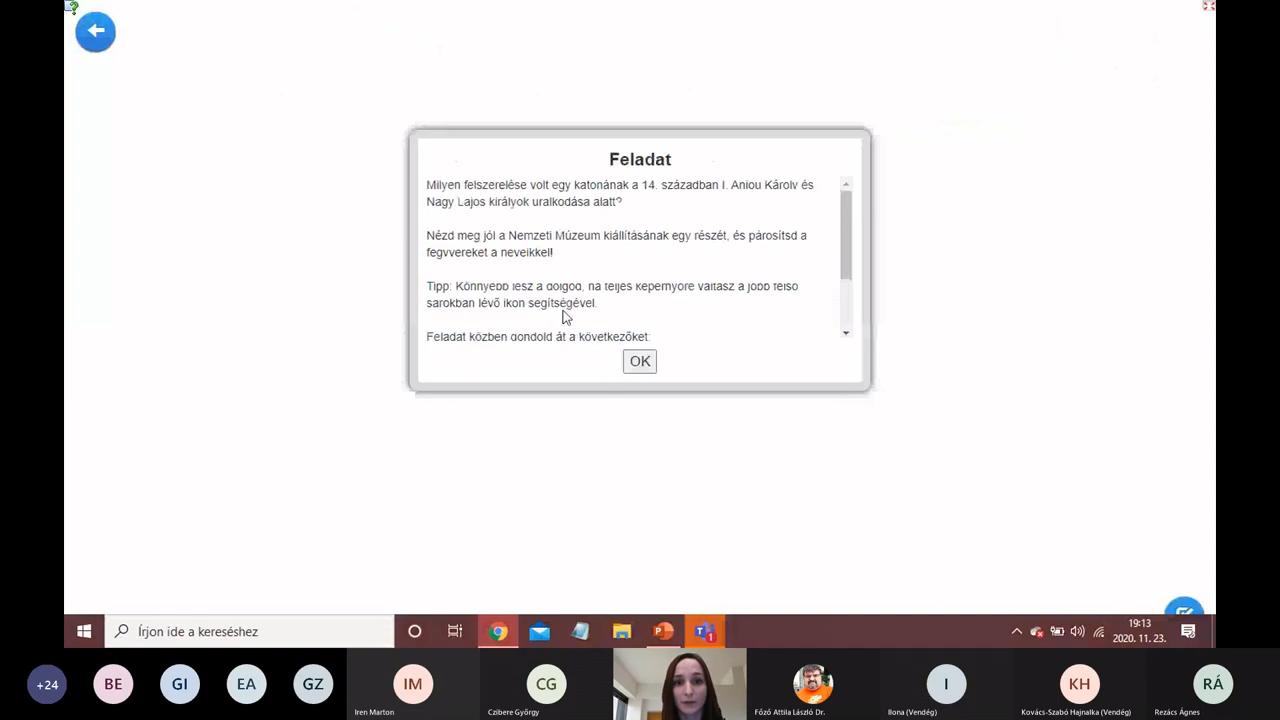 Feladat
Milyen felszerelése volt egy katonának a 14. században I. Anjou Károly és
Nagy Lajos királyok uralkodása alatt?
Nézd meg jól a Nemzeti Múzeum kiállításának egy részét, és párosítsd a
fegyvereket a neveikkel!
Tipp: Könnyebb lesz a dolgod, ha teljes képernyőre váltasz a jobb felső
sarokban lévő ikon segítségével.
Feladat közben gondold át a következőket:
OK
Írjon ide a kereséshez
19:13
2020. 11. 23.
+24
BE
GI
EA
GZ
IM
CG
I
KH
RÁ
Iren Marton
Czibere György
Főző Attila László Dr.
Ilona (Vendég)
Kovács-Szabó Hajnalka (Vendég)
Rezács Ágnes